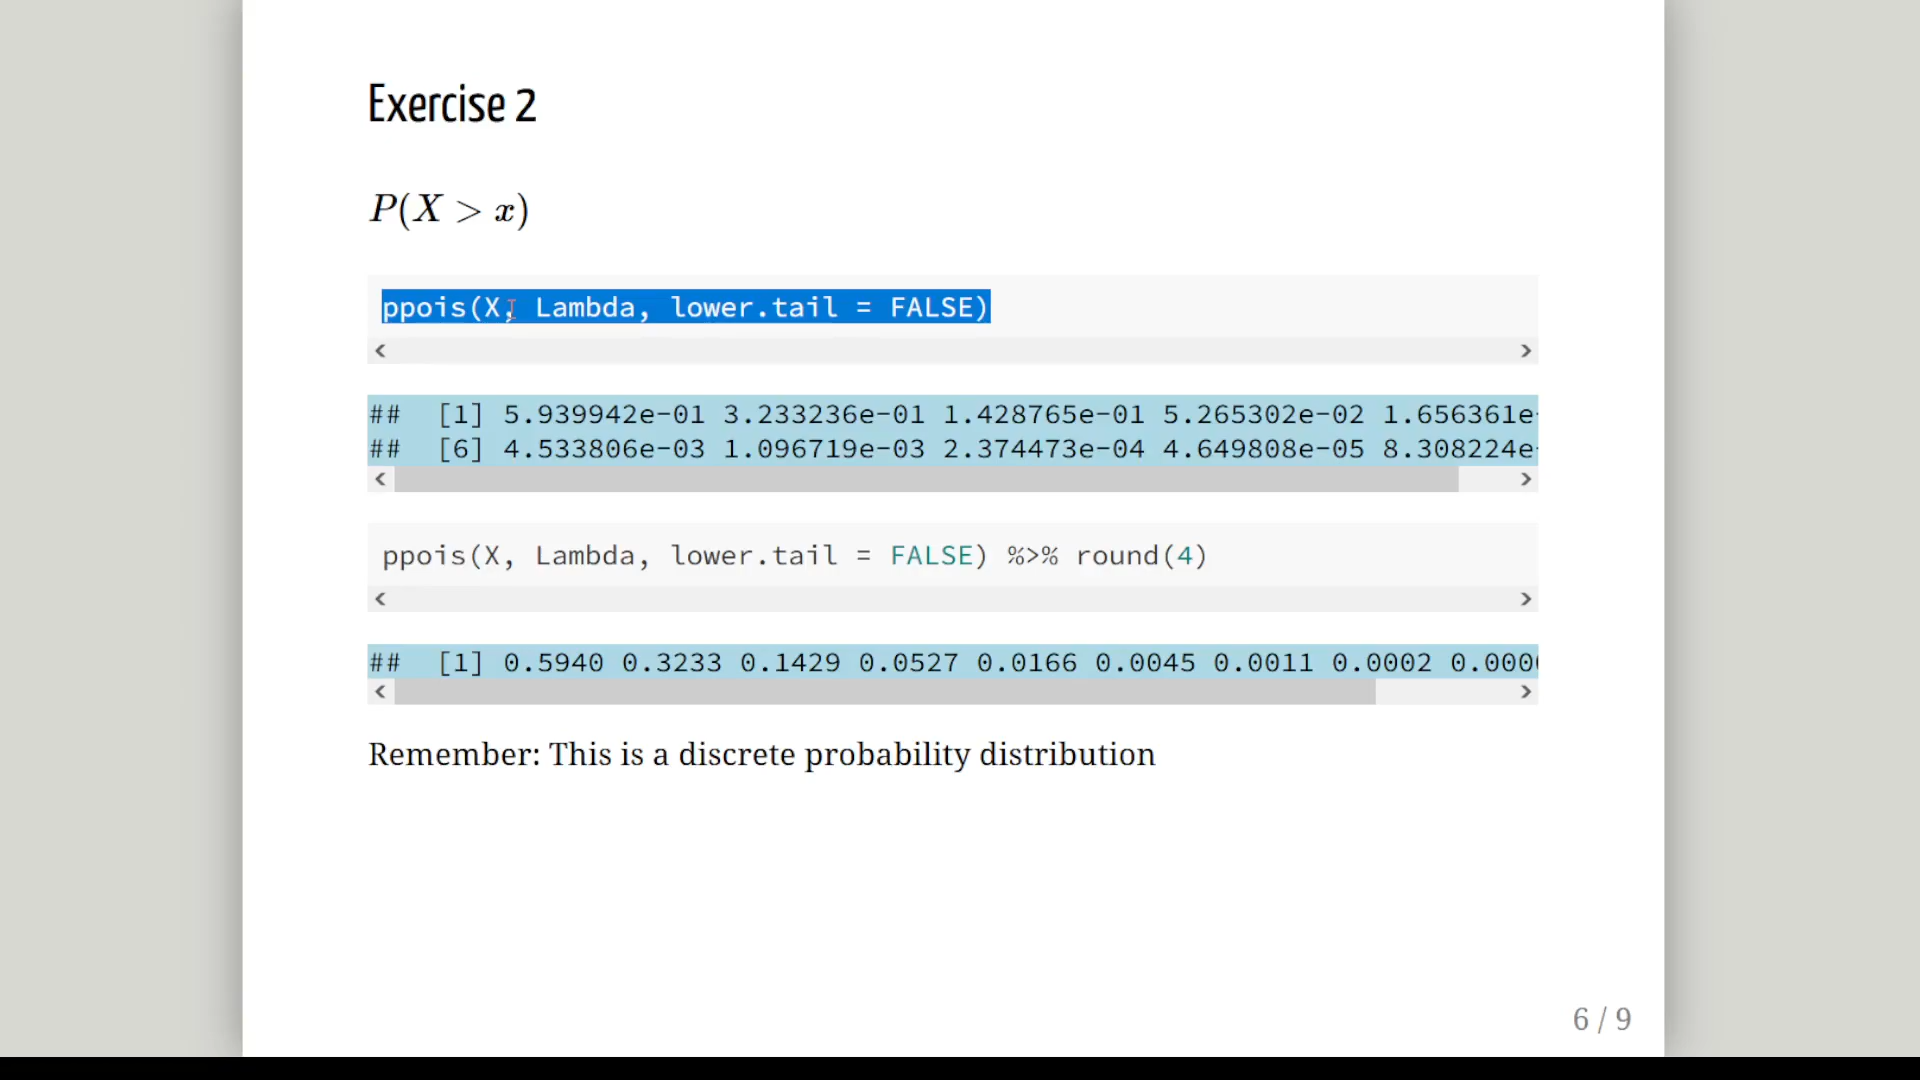 Exercise 2
P(X > x)
ppois(X, Lambda, lower.tail = FALSE)
## [1] 5.939942e-01 3.233236e-01 1.428765e-01 5.265302e-02 1.656361e-
## [6] 4.533806e-03 1.096719e-03 2.374473e-04 4.649808e-05 8.308224e-
ppois(X, Lambda, lower.tail = FALSE) %>% round(4)
## [1] 0.5940 0.3233 0.1429 0.0527 0.0166 0.0045 0.0011 0.0002 0.000
Remember: This is a discrete probability distribution
6 / 9